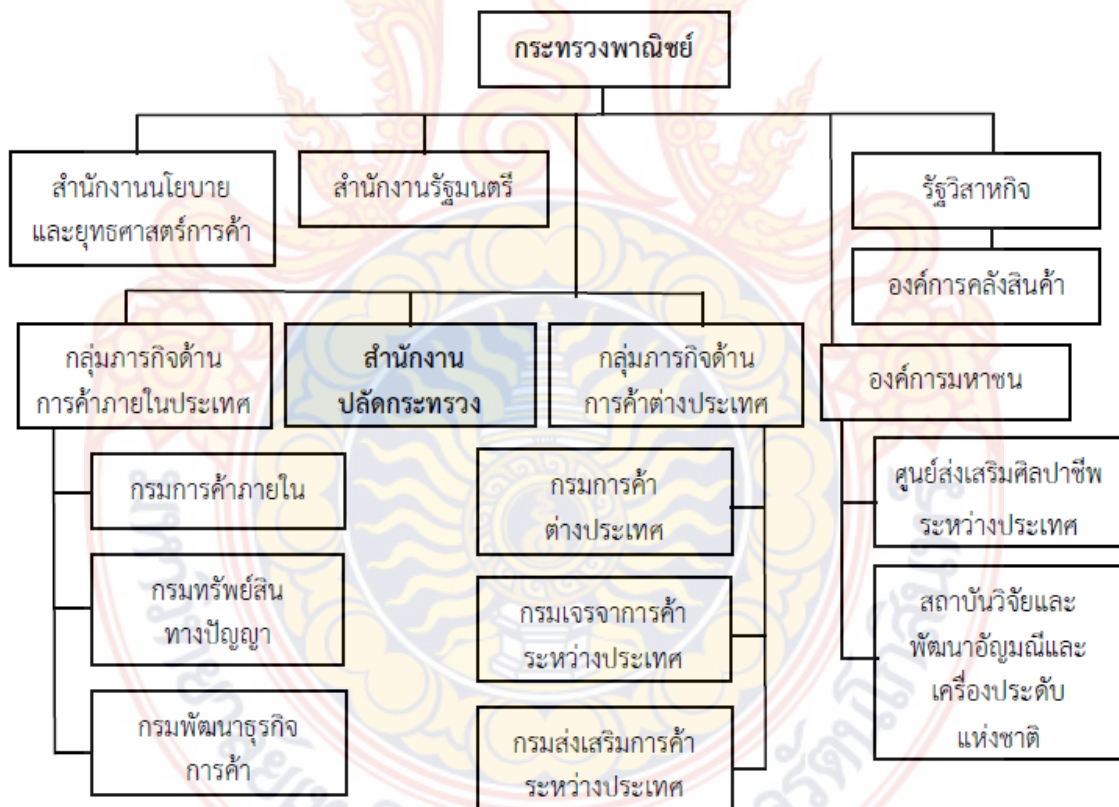 กระทรวงพาณิชย์
สำนักงานนโยบาย
และยุทธศาสตร์การค้า
สำนักงานรัฐมนตรี
รัฐวิสาหกิจ
องค์การคลังสินค้า
กลุ่มภารกิจด้าน
การค้าภายในประเทศ
สำนักงาน
ปลัดกระทรวง
กลุ่มภารกิจด้าน
การค้าต่างประเทศ
องค์การมหาชน
กรมการค้าภายใน
กรมทรัพย์สิน
ทางปัญญา
กรมพัฒนาธุรกิจ
การค้า
กรมการค้า
ต่างประเทศ
กรมเจรจาการค้า
ระหว่างประเทศ
กรมส่งเสริมการค้า
ระหว่างประเทศ
ศูนย์ส่งเสริมศิลปาชีพ
ระหว่างประเทศ
สถาบันวิจัยและ
พัฒนาอัญมณีและ
เครื่องประดับ
แห่งชาติ